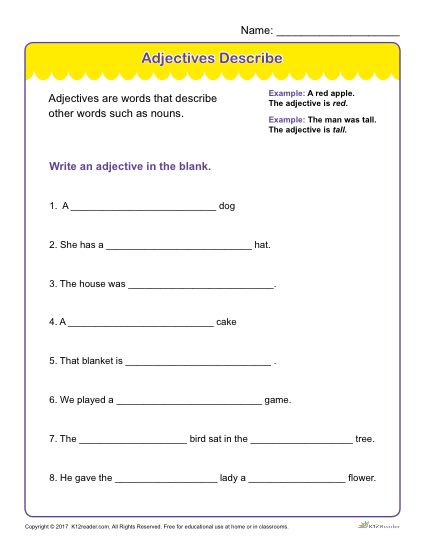 Name: ____________________
Adjectives Describe
Adjectives are words that describe
other words such as nouns.
Example: A red apple.
The adjective is red.
Example: The man was tall.
The adjective is tall.
Write an adjective in the blank.
1. A __________________________ dog
2. She has a __________________________ hat.
3. The house was __________________________.
4. A __________________________ cake
5. That blanket is __________________________ .
6. We played a __________________________ game.
7. The ____________________ bird sat in the ___________________ tree.
8. He gave the ___________________ lady a __________________ flower.
Copyright © 2017 K12reader.com. All Rights Reserved. Free for educational use at home or in classrooms.
K12READER